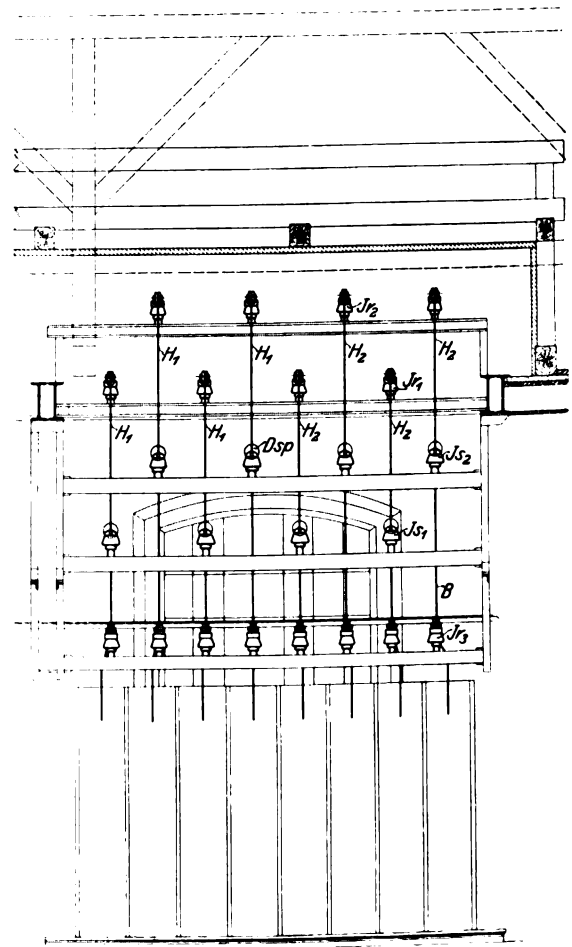 Jr₂
H₁ H₁ H₂ H₂
Jr₁
H₁ H₁ H₂ H₂
Dsp
Js₂
Js₁
B
Jr₃